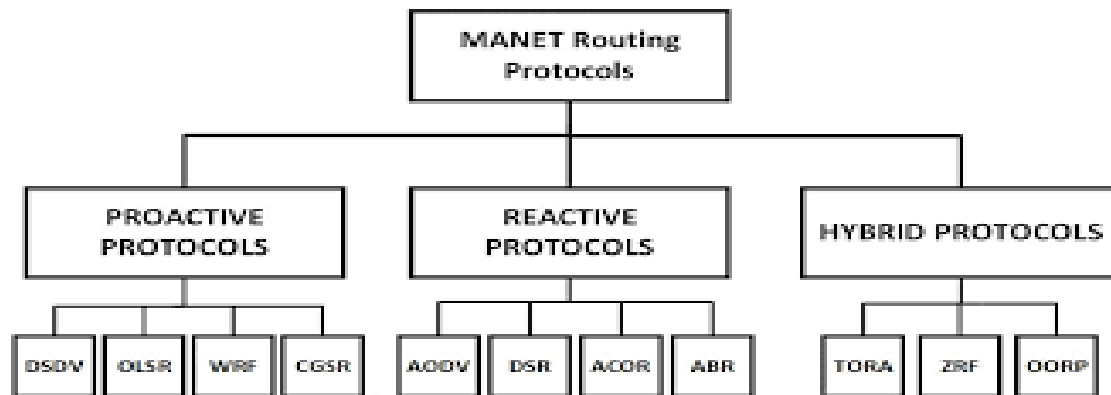 MANET Routing
Protocols
PROACTIVE
PROTOCOLS
REACTIVE
PROTOCOLS
HYBRID PROTOCOLS
DSDV
OLSR
WRF
CGSR
AODV
DSR
ACOR
ABR
TORA
ZRF
OORP